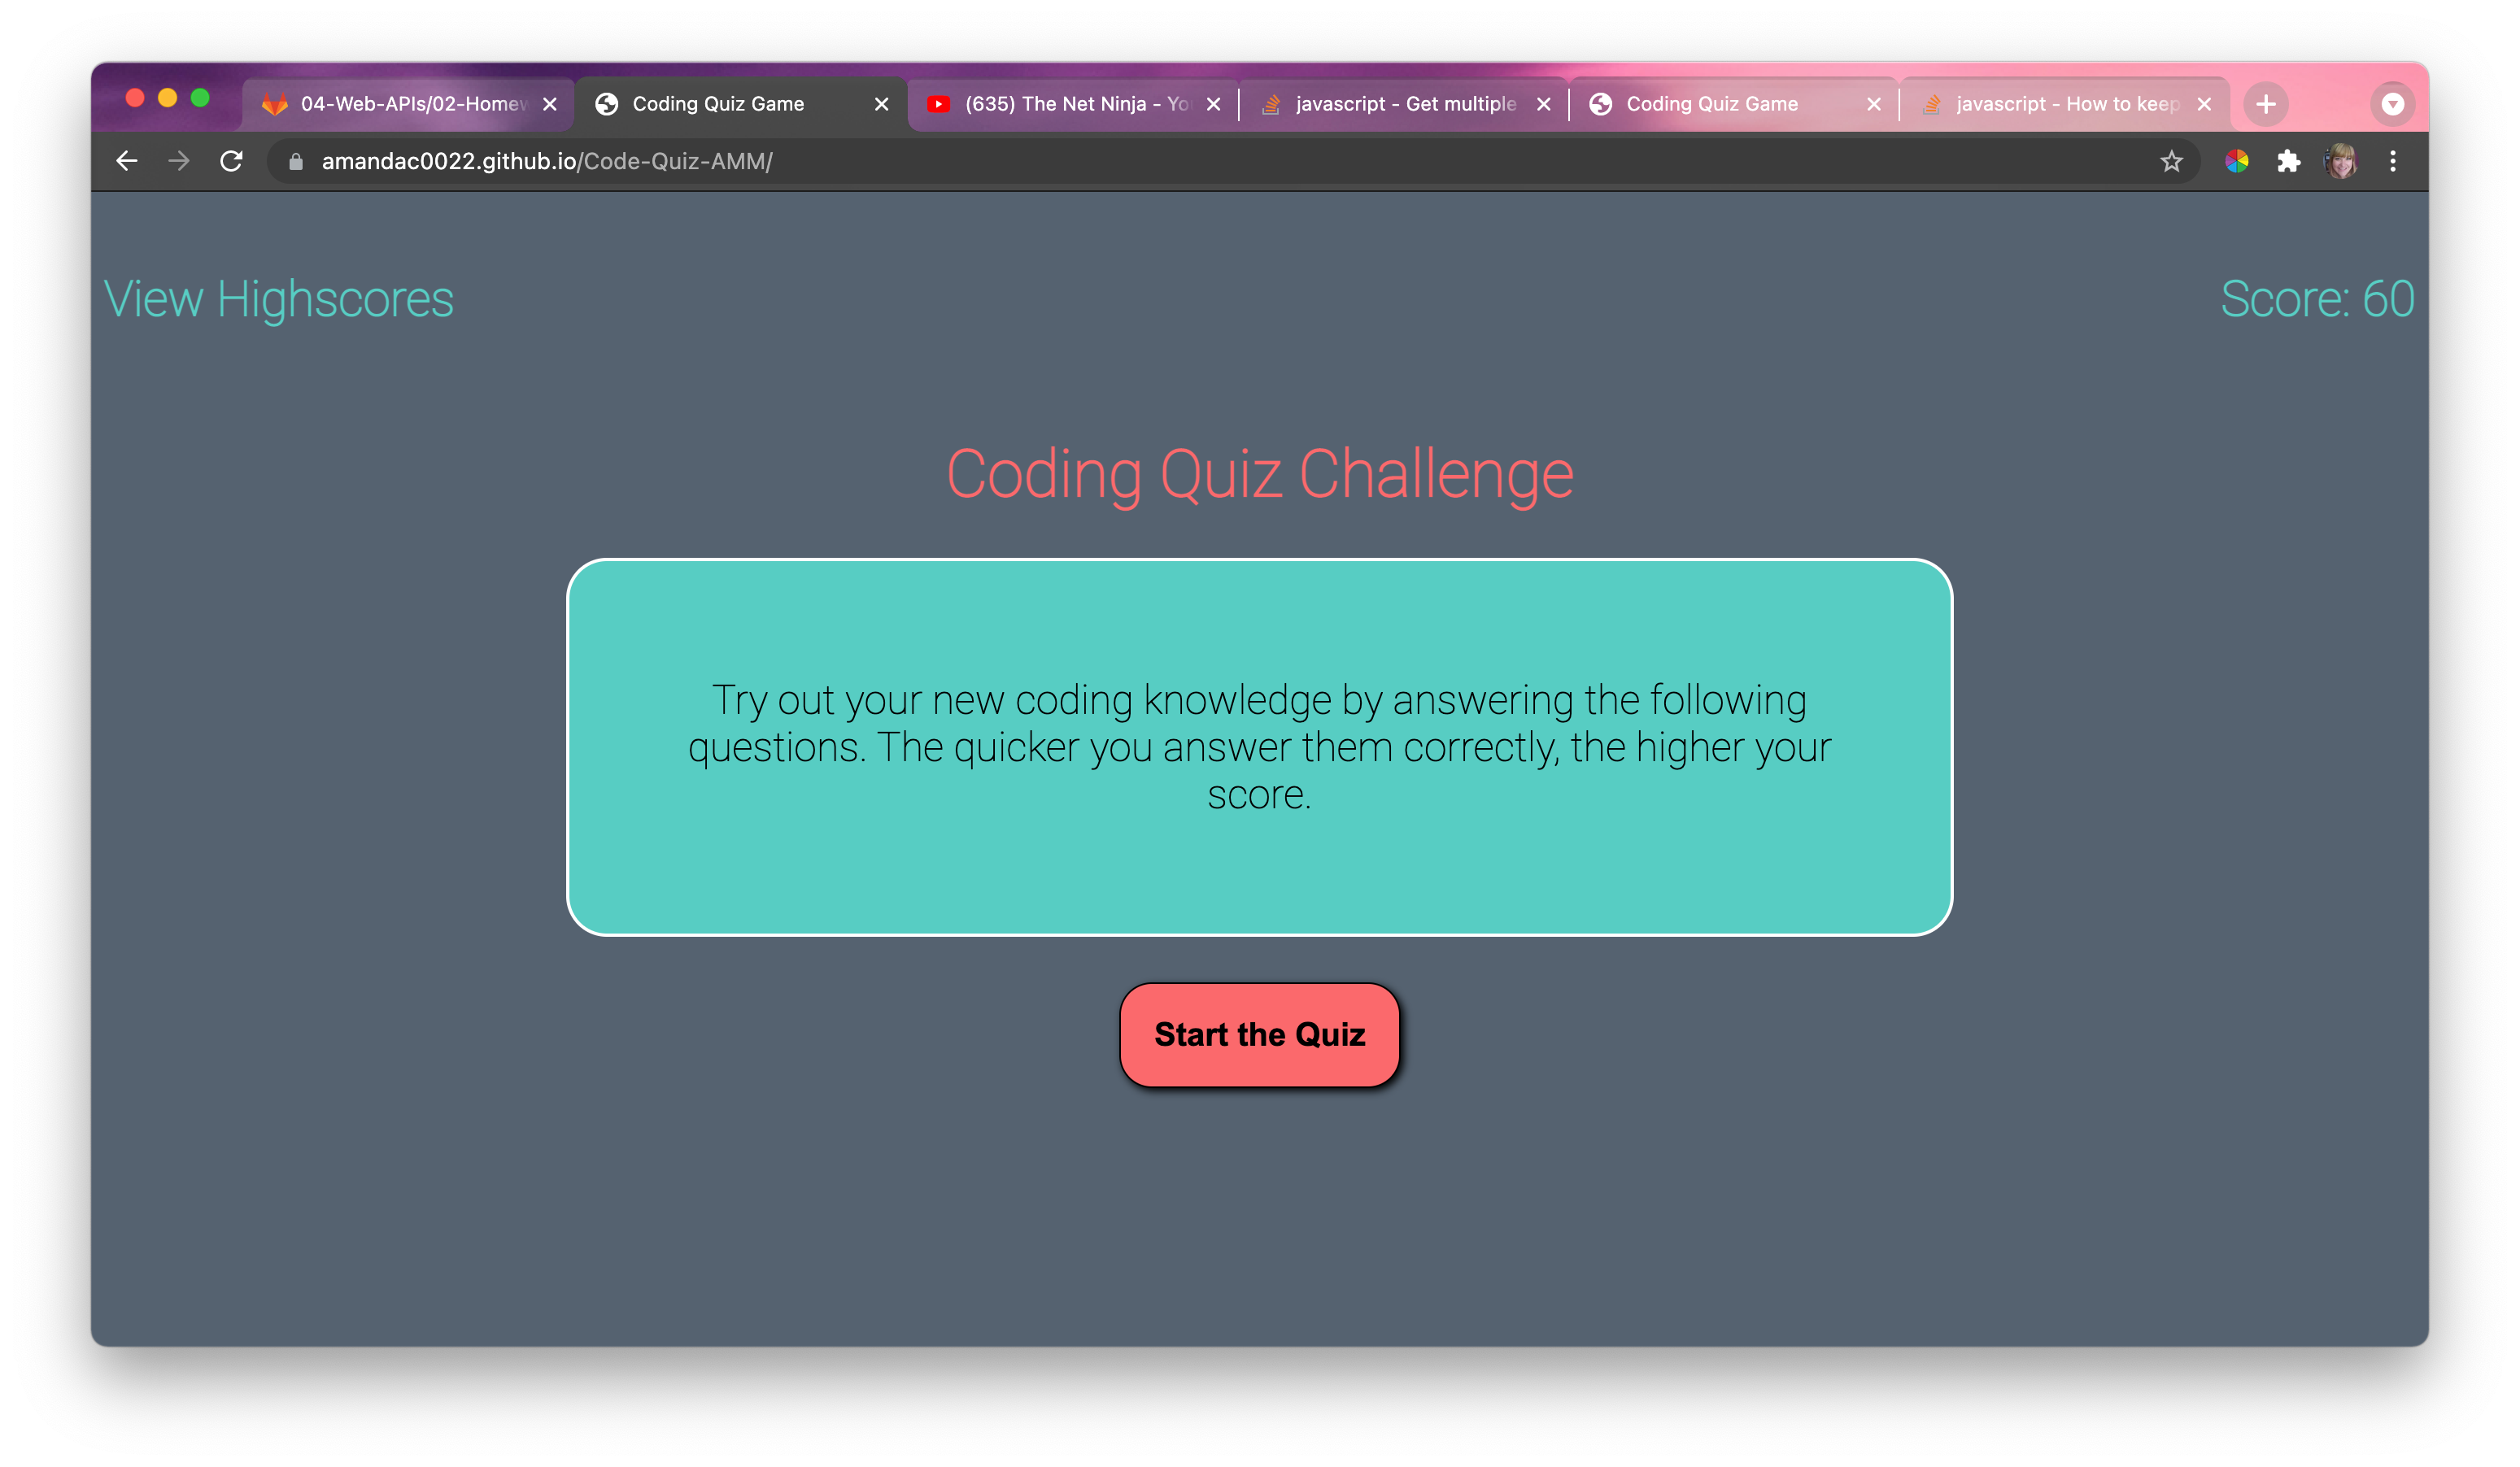 04-Web-APIs/02-Homew
Coding Quiz Game
(635) The Net Ninja - Yo
javascript - Get multiple
Coding Quiz Game
javascript - How to keep
amandac0022.github.io/Code-Quiz-AMM/
View Highscores
Score: 60
Coding Quiz Challenge
Try out your new coding knowledge by answering the following
questions. The quicker you answer them correctly, the higher your
score.
Start the Quiz